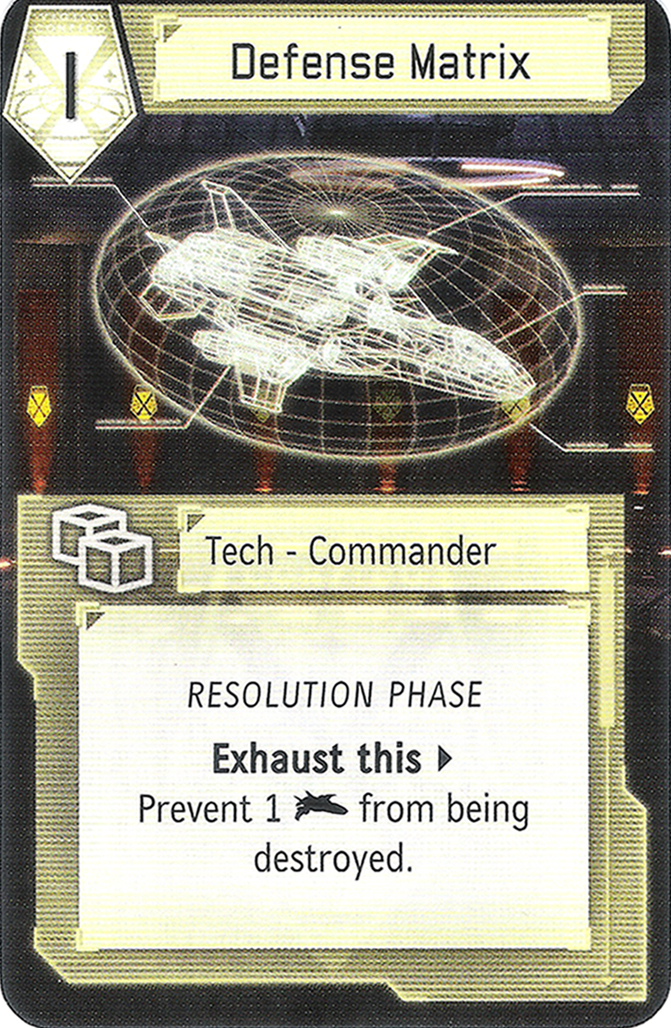 I
Defense Matrix
Tech - Commander
RESOLUTION PHASE
Exhaust this
Prevent 1 from being
destroyed.